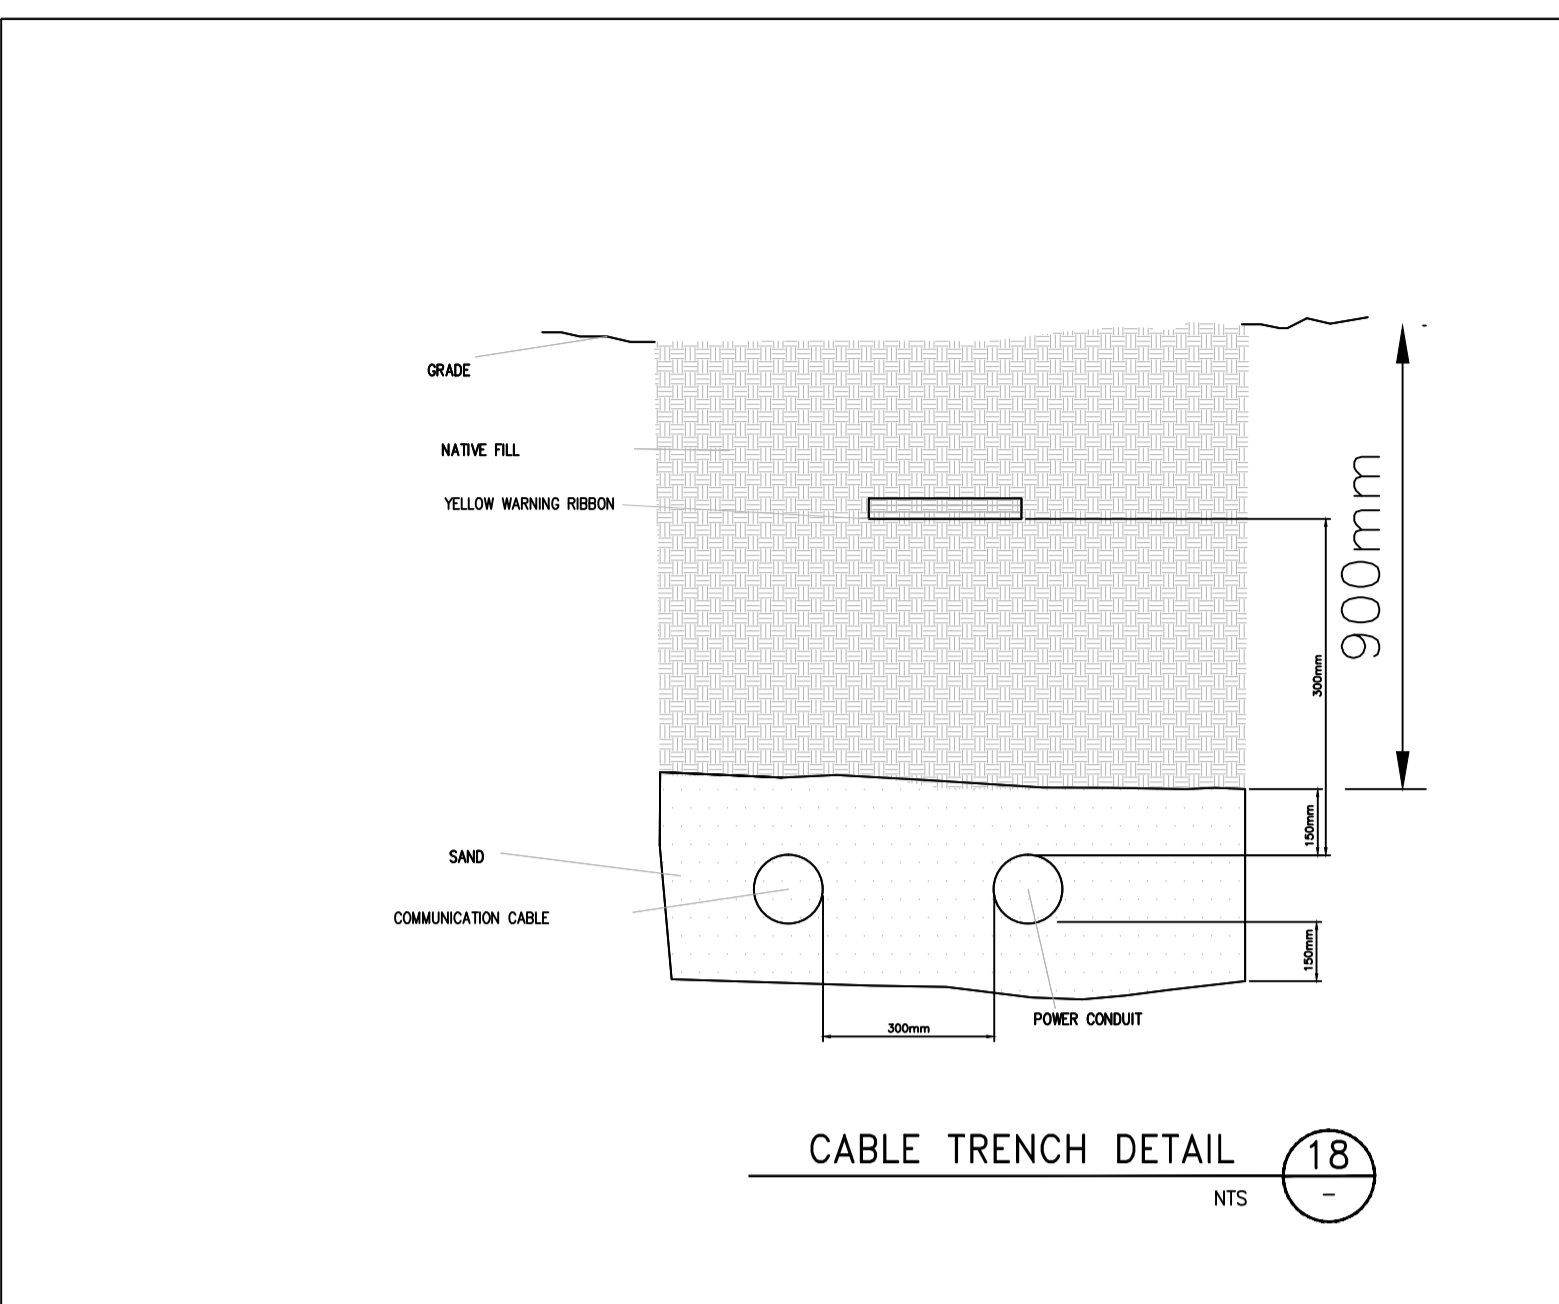 GRADE
NATIVE FILL
YELLOW WARNING RIBBON
900mm
300mm
150mm
SAND
COMMUNICATION CABLE
150mm
POWER CONDUIT
300mm
CABLE TRENCH DETAIL
18
NTS
-